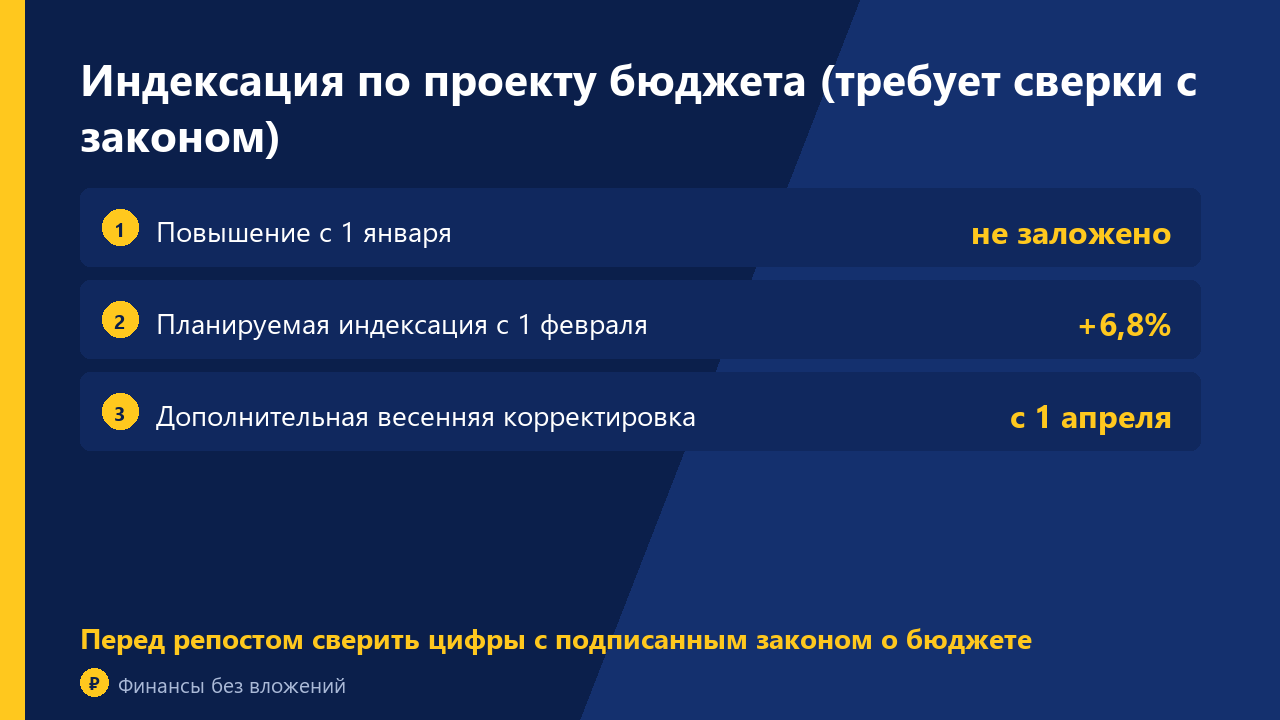 Индексация по проекту бюджета (требует сверки с
законом)
1 Повышение с 1 января не заложено
2 Планируемая индексация с 1 февраля +6,8%
3 Дополнительная весенняя корректировка с 1 апреля
Перед репостом сверить цифры с подписанным законом о бюджете
₽ Финансы без вложений